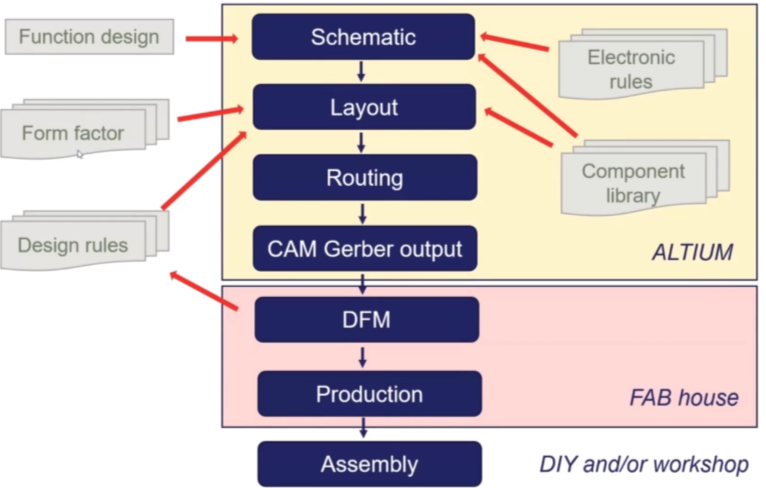 Function design
Schematic
Electronic
rules
Form factor
Layout
Component
library
Routing
Design rules
CAM Gerber output
ALTIUM
DFM
Production
FAB house
Assembly
DIY and/or workshop